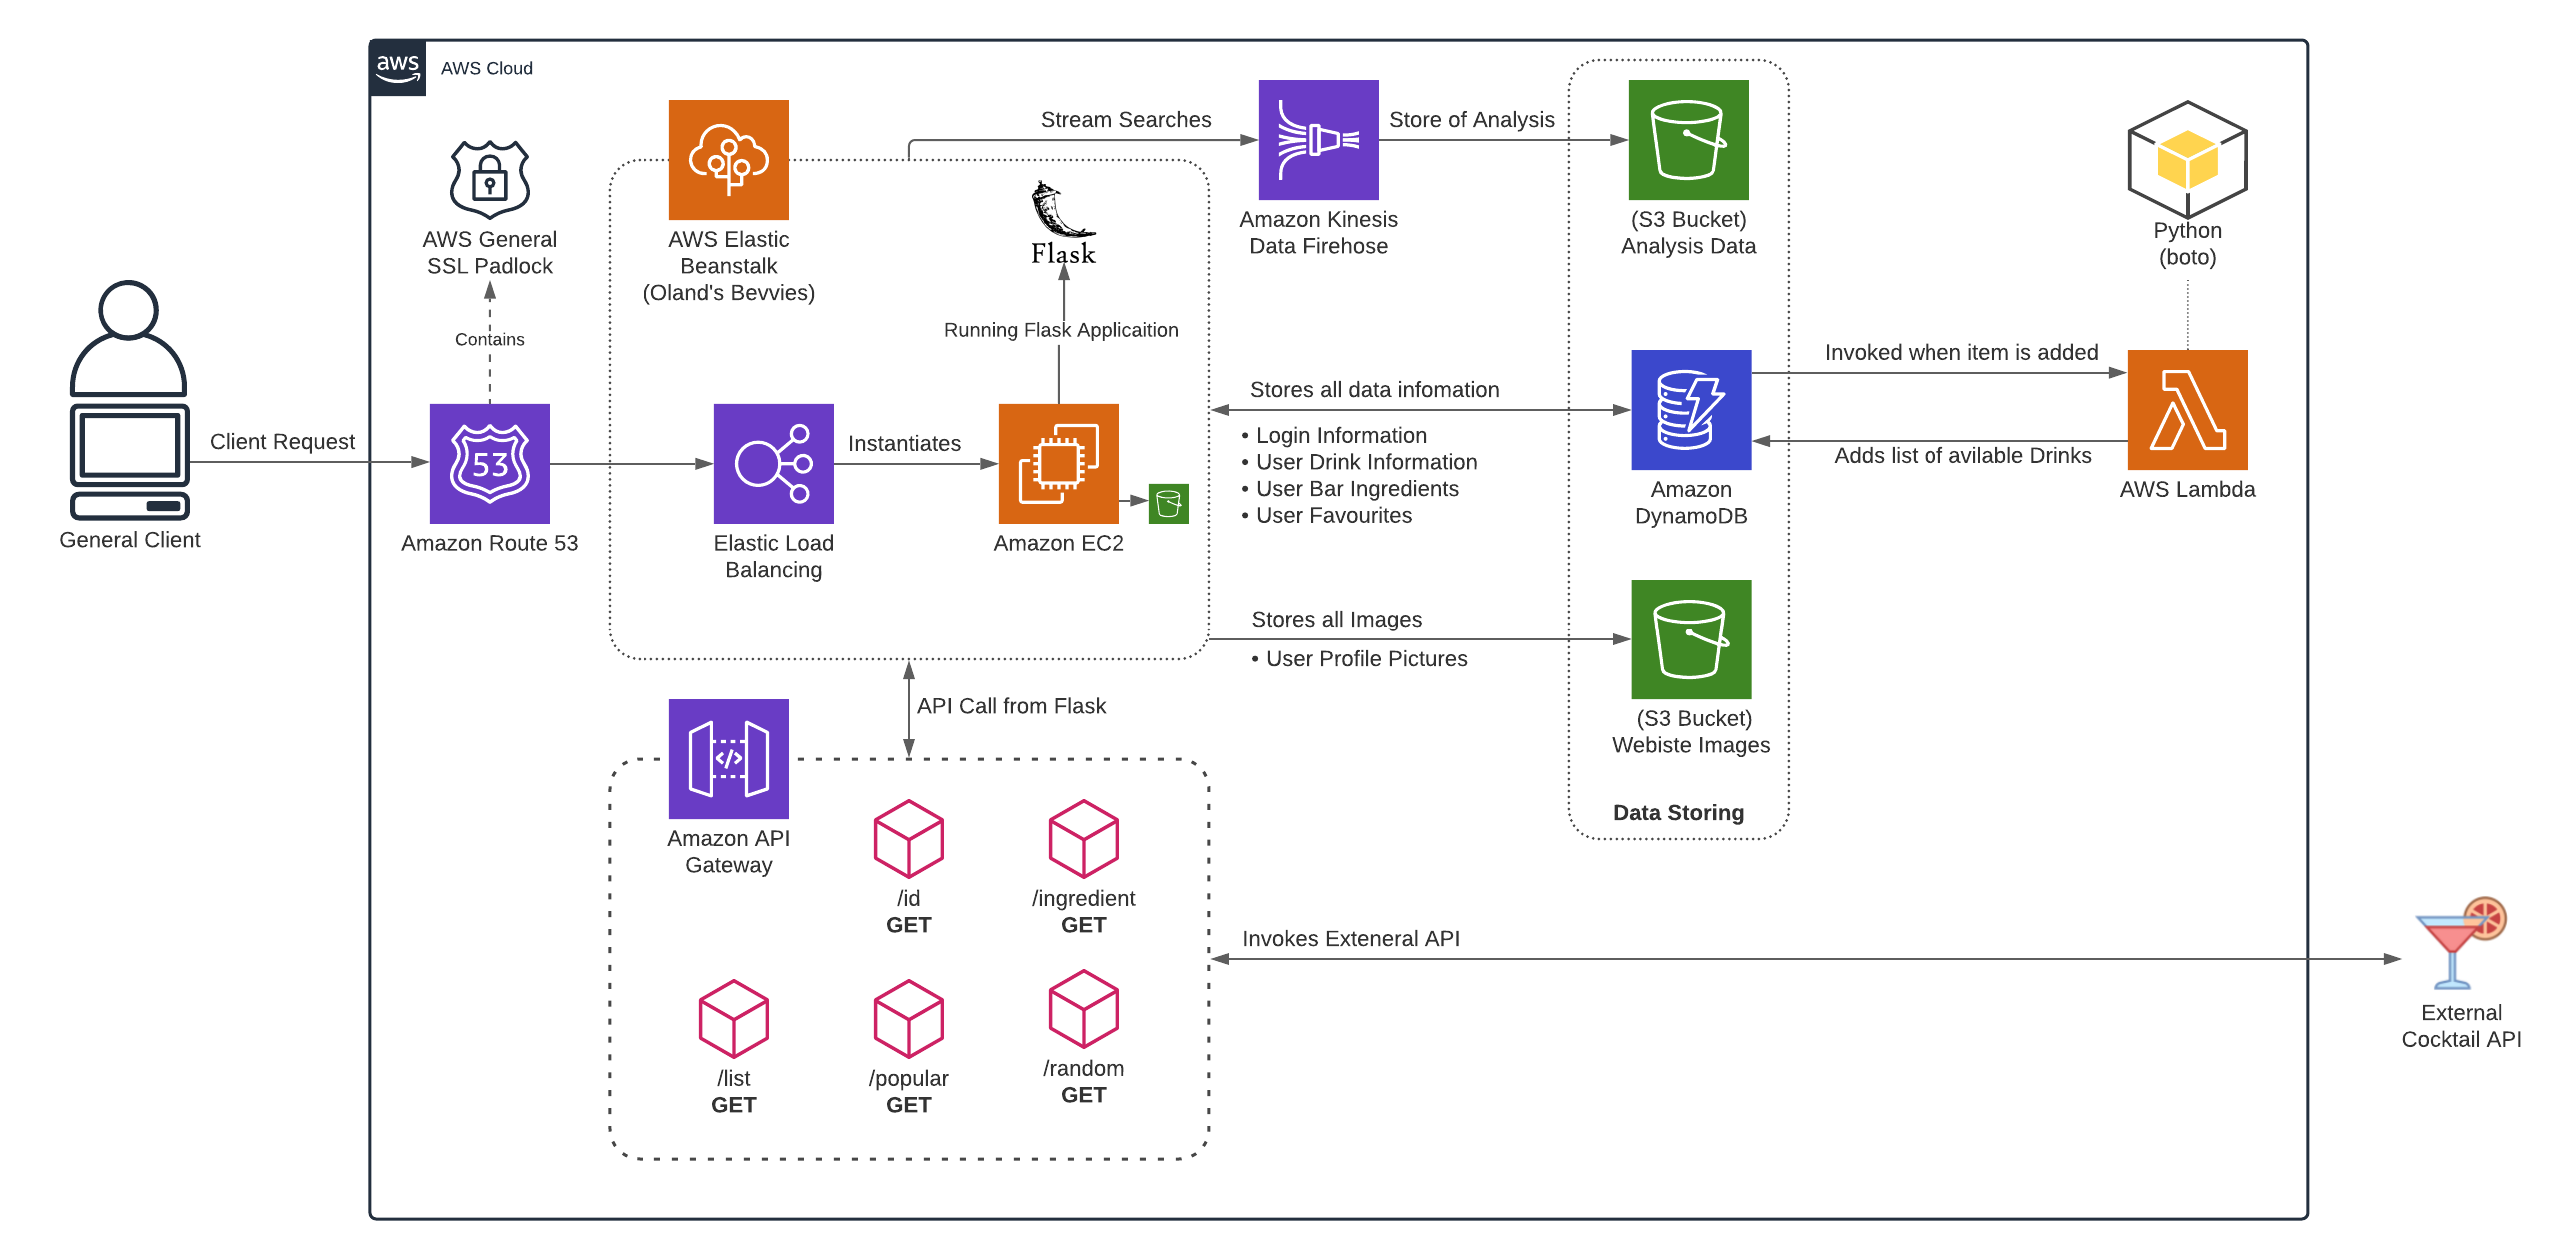 aws
AWS Cloud
AWS General
SSL Padlock
Contains
General Client
Client Request
53
Amazon Route 53
AWS Elastic
Beanstalk
(Oland's Bevvies)
Flask
Running Flask Applicaition
Elastic Load
Balancing
Instantiates
Amazon EC2
Stream Searches
Amazon Kinesis
Data Firehose
Store of Analysis
(S3 Bucket)
Analysis Data
Stores all data infomation
• Login Information
• User Drink Information
• User Bar Ingredients
• User Favourites
Amazon
DynamoDB
Invoked when item is added
Adds list of avilable Drinks
Python
(boto)
AWS Lambda
Stores all Images
• User Profile Pictures
(S3 Bucket)
Webiste Images
Data Storing
API Call from Flask
</>
Amazon API
Gateway
/id
GET
/ingredient
GET
/list
GET
/popular
GET
/random
GET
Invokes Exteneral API
External
Cocktail API